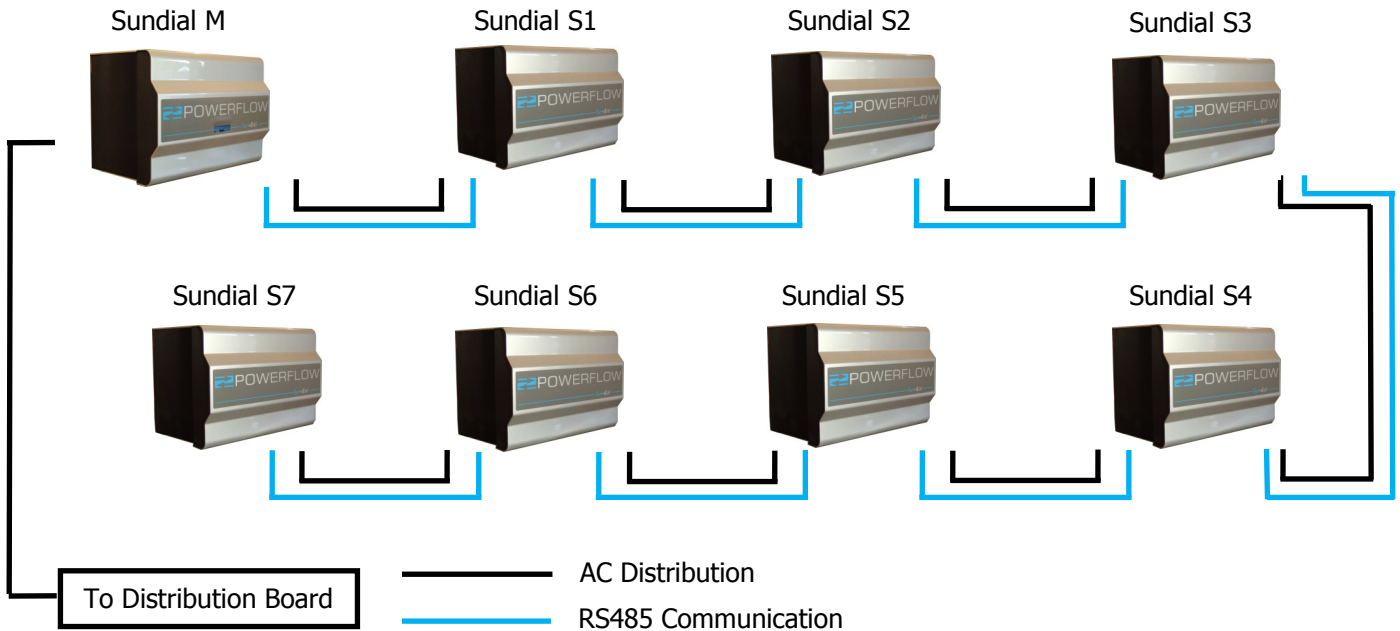 Sundial M
Sundial S1
Sundial S2
Sundial S3
POWERFLOW
POWERFLOW
POWERFLOW
POWERFLOW
Sundial S7
Sundial S6
Sundial S5
Sundial S4
POWERFLOW
POWERFLOW
POWERFLOW
POWERFLOW
To Distribution Board
AC Distribution
RS485 Communication